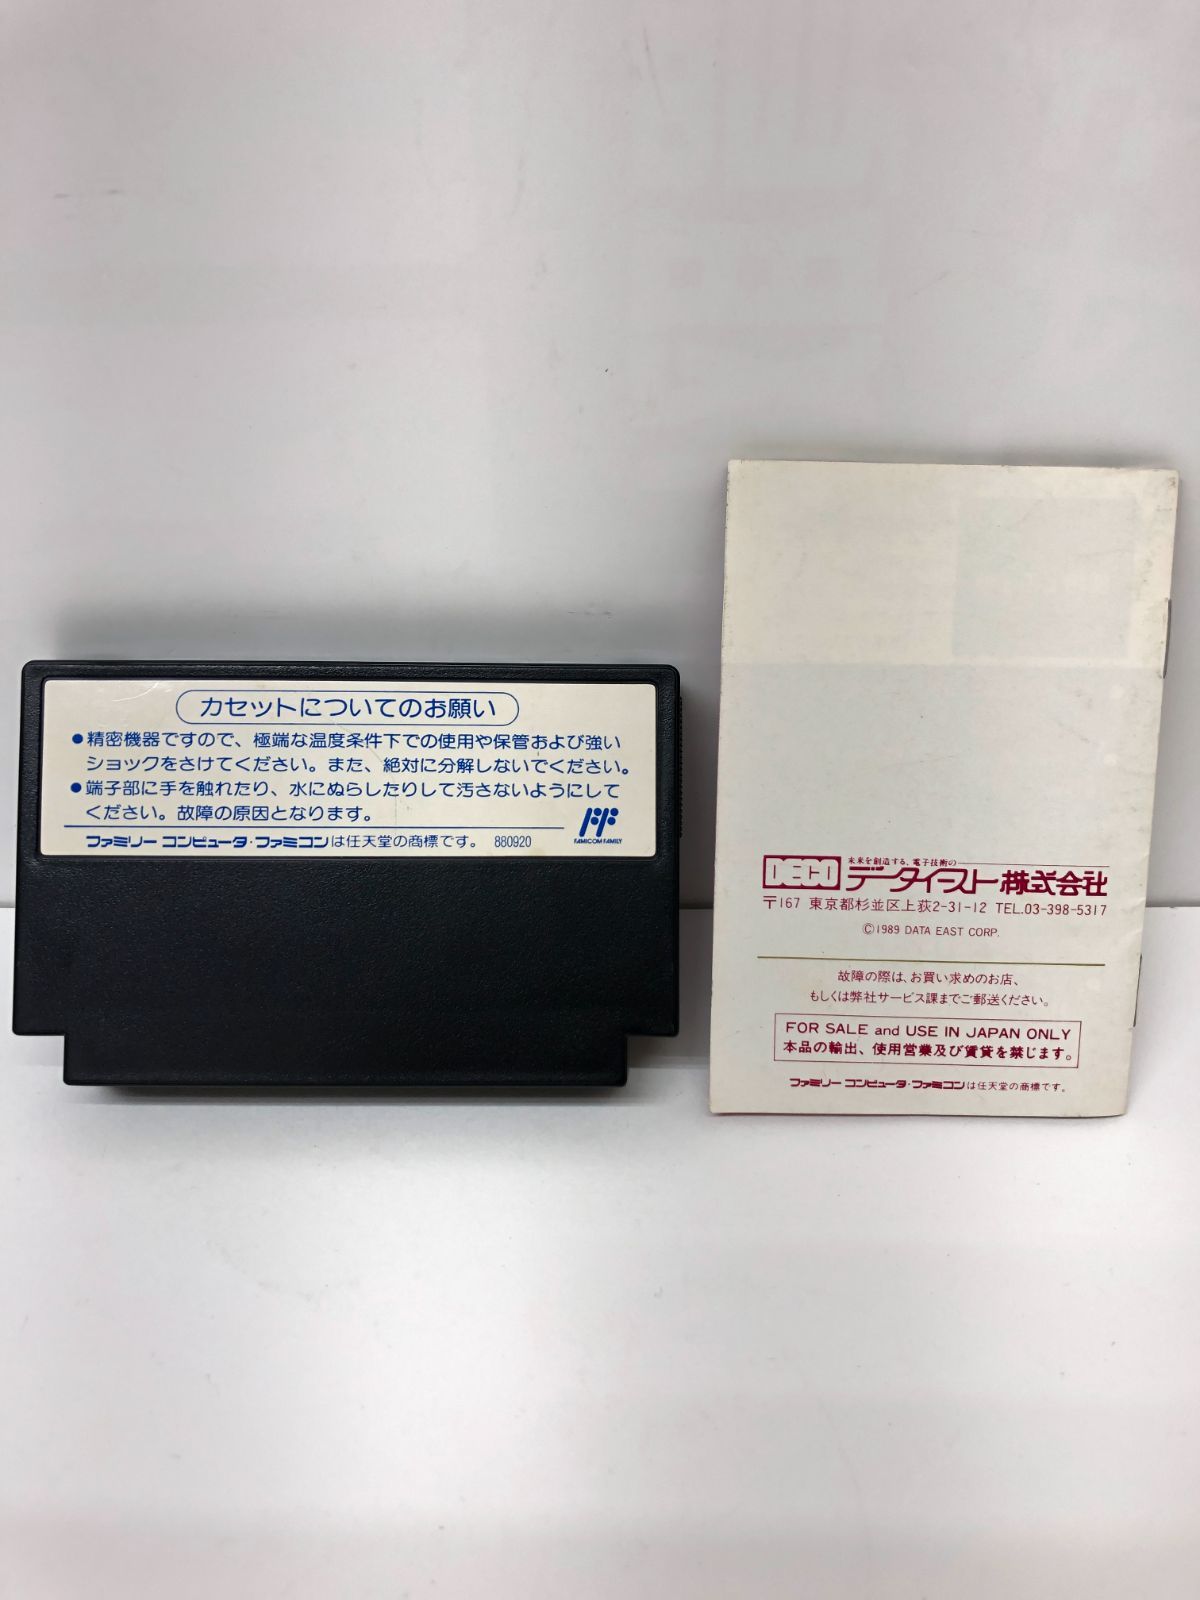 カセットについてのお願い
●精密機器ですので、極端な温度条件下での使用や保管および強い
ショックをさけてください。また、絶対に分解しないでください。
●端子部に手を触れたり、水にぬらしたりして汚さないようにして
ください。故障の原因となります。
FAMICOM FAMILY
ファミリーコンピュータ・ファミコンは任天堂の商標です。 880920
DECO 未来を創造する、電子技術の
データイースト株式会社
〒167 東京都杉並区上荻2-31-12 TEL.03-398-5317
©1989 DATA EAST CORP.
故障の際は、お買い求めのお店、
もしくは弊社サービス課までご郵送ください。
FOR SALE and USE IN JAPAN ONLY
本品の輸出、使用営業及び賃貸を禁じます。
ファミリーコンピュータ・ファミコンは任天堂の商標です。